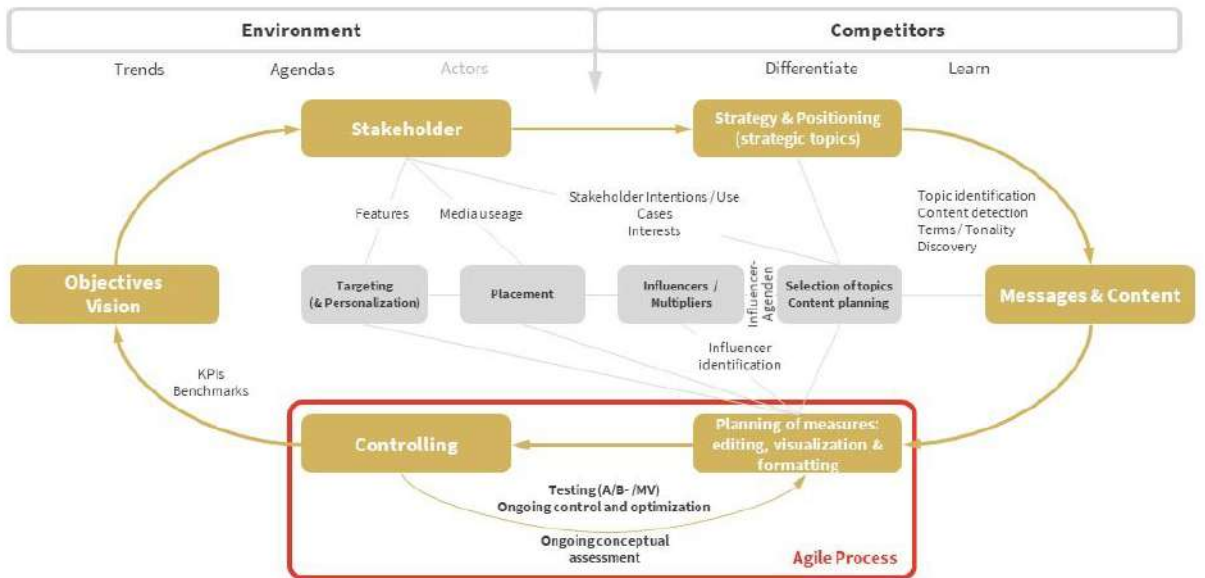 Environment
Competitors
Trends
Agendas
Actors
Differentiate
Learn
Stakeholder
Strategy & Positioning
(strategic topics)
Features
Media useage
Stakeholder Intentions / Use
Cases
Interests
Topic identification
Content detection
Terms / Tonality
Discovery
Objectives
Vision
Targeting
(& Personalization)
Placement
Influencers /
Multipliers
Influencer-
Agenden
Selection of topics
Content planning
Messages & Content
Influencer
identification
KPIs
Benchmarks
Controlling
Planning of measures:
editing, visualization &
formatting
Testing (A/B- /MV)
Ongoing control and optimization
Ongoing conceptual
assessment
Agile Process